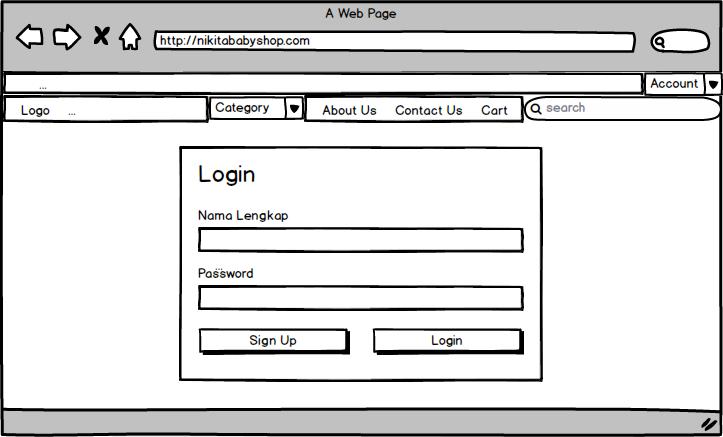 A Web Page
http://nikitababyshop.com
... Account
Logo ... Category About Us Contact Us Cart search
Login
Nama Lengkap
Password
Sign Up Login